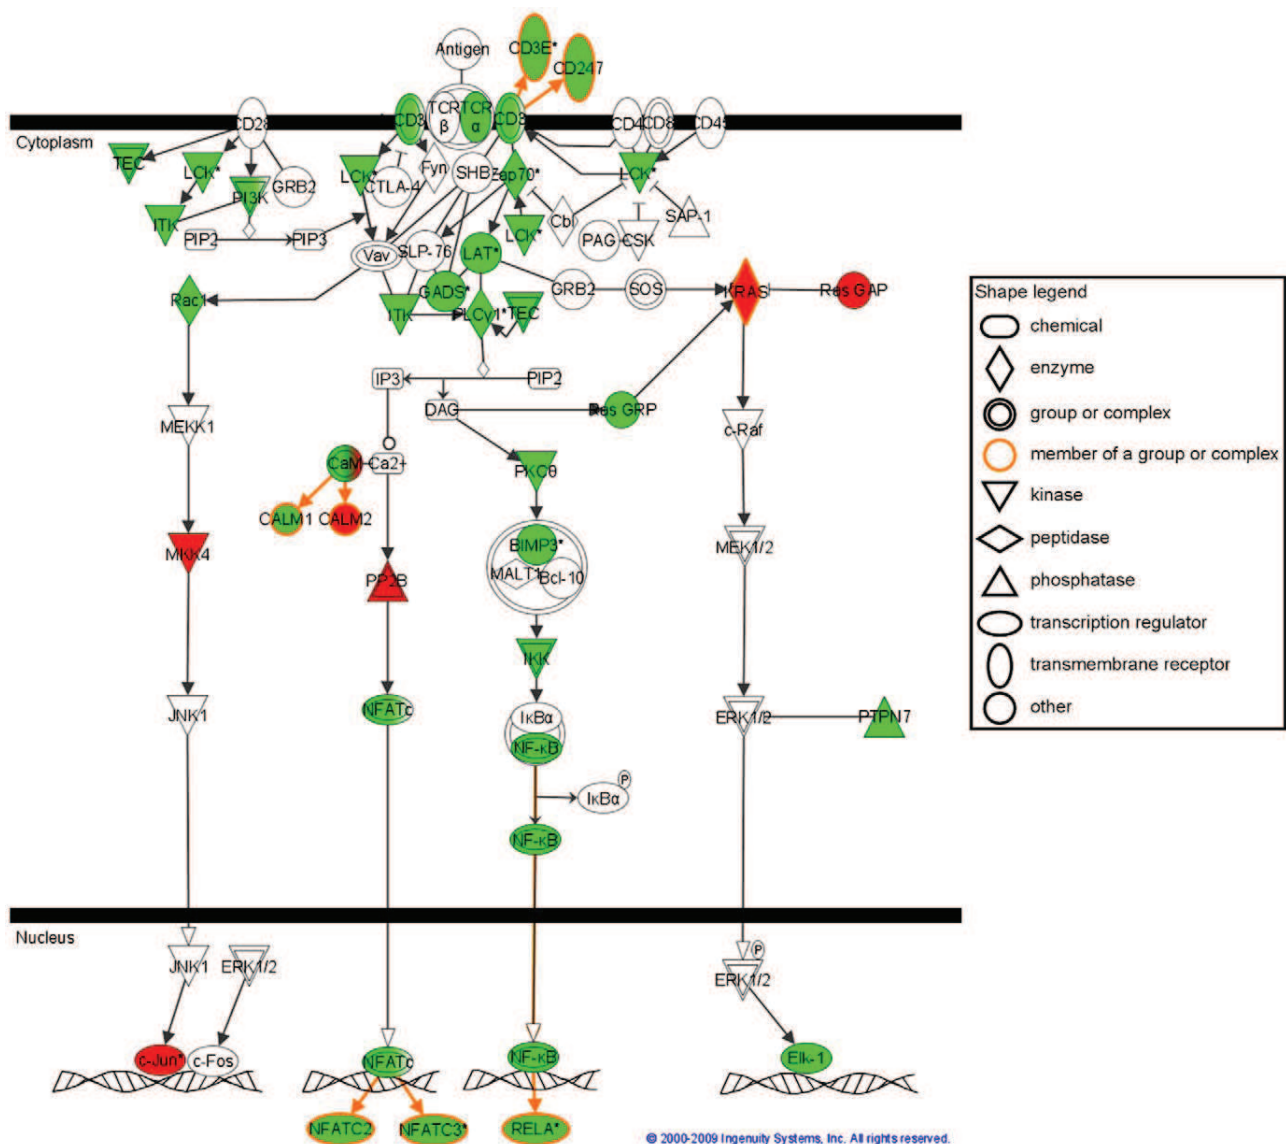 Antigen
CD3E*
CD247
CD28
CD3
TCR
β
TCR
α
CD3
CD4
CD8
CD45
Cytoplasm
TEC
LCK*
PI3K
GRB2
ITK
PIP2
PIP3
LCK*
CTLA-4
Fyn
SHB
Zap70*
LCK*
Cbl
LCK*
PAG
CSK
SAP-1
Vav
SLP-76
LAT*
GADS*
GRB2
SOS
KRAS
Ras GAP
Rac1
ITK
PLCγ1*
TEC
IP3
PIP2
DAG
Ras GRP
MEKK1
c-Raf
CaM
Ca2+
PKCθ
CALM1
CALM2
MKK4
PP2B
BIMP3*
MALT1
Bcl-10
MEK1/2
IKK
JNK1
NFATc
IκBα
NF-κB
ERK1/2
PTPN7
P
IκBα
NF-κB
Nucleus
JNK1
ERK1/2
P
ERK1/2
c-Jun*
c-Fos
NFATc
NF-κB
Elk-1
NFATC2
NFATC3*
RELA*
Shape legend
chemical
enzyme
group or complex
member of a group or complex
kinase
peptidase
phosphatase
transcription regulator
transmembrane receptor
other
© 2000-2009 Ingenuity Systems, Inc. All rights reserved.